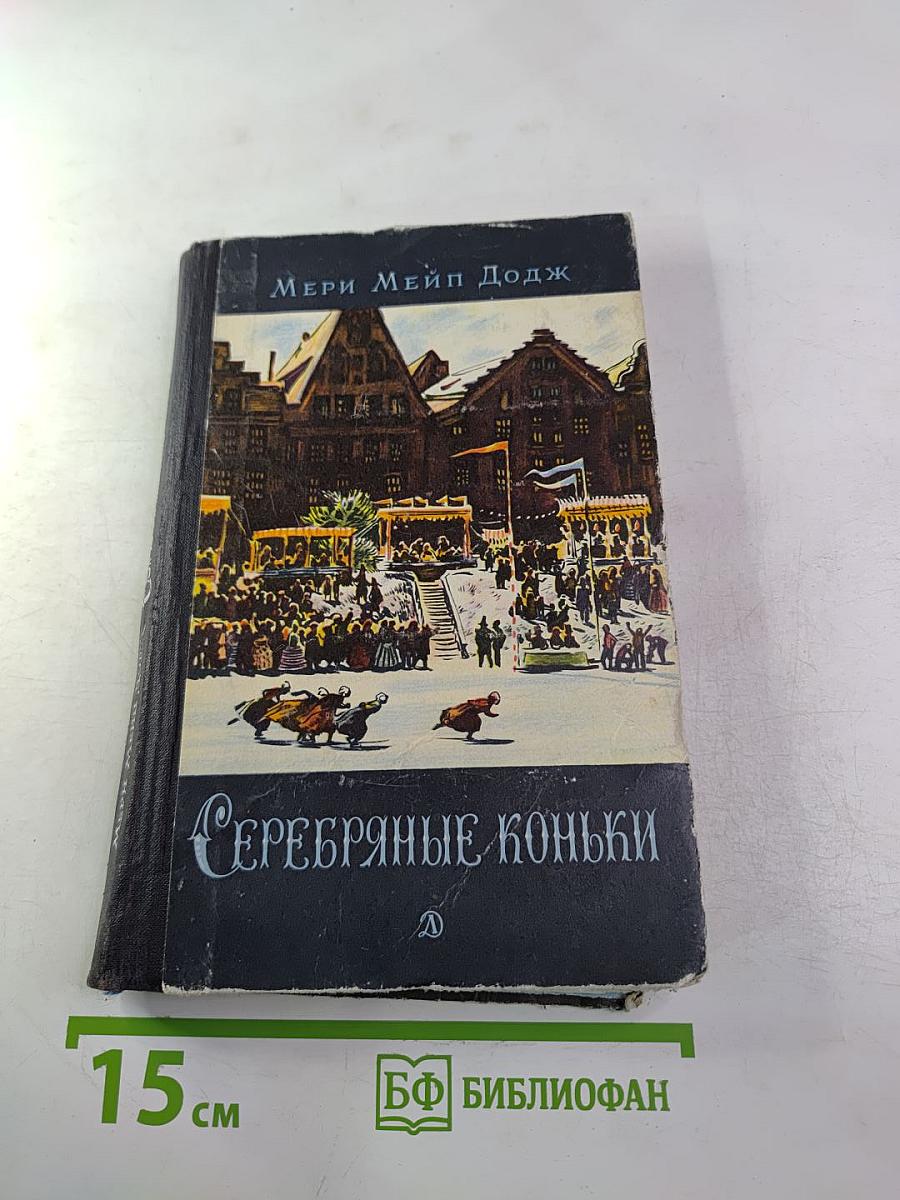 Мери Мейп Додж
Серебряные коньки
Д
15 см
БФ БИБЛИОФАН